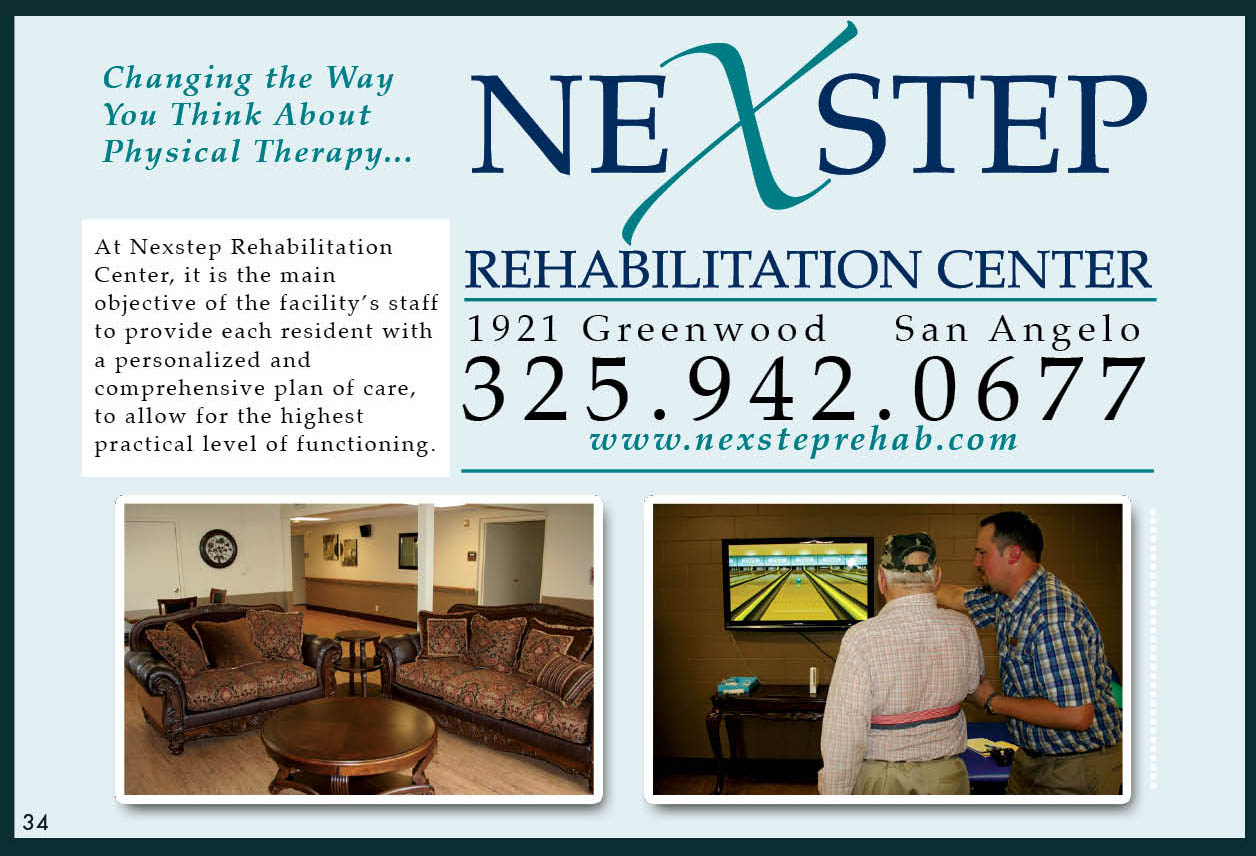 Changing the Way
You Think About
Physical Therapy...
NEXSTEP
REHABILITATION CENTER
1921 Greenwood San Angelo
325.942.0677
www.nexsteprehab.com
At Nexstep Rehabilitation
Center, it is the main
objective of the facility's staff
to provide each resident with
a personalized and
comprehensive plan of care,
to allow for the highest
practical level of functioning.
34